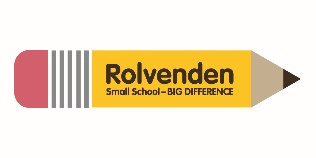 Rolvenden
Small School – BIG DIFFERENCE